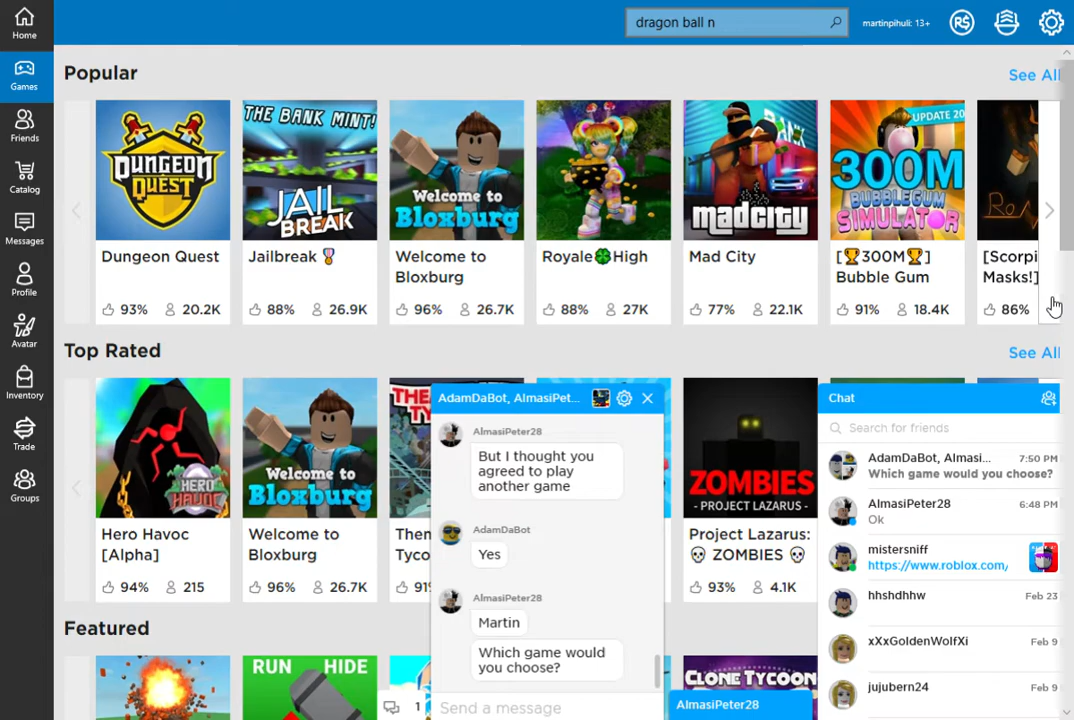 Home
dragon ball n
martinpihuli: 13+
R$
Games
Friends
Catalog
Messages
Profile
Avatar
Inventory
Trade
Groups
Popular
See All
DUNGEON
QUEST
Dungeon Quest
93% 20.2K
THE BANK MINT!
JAIL
BREAK
Jailbreak
88% 26.9K
Welcome to
Bloxburg
Welcome to
Bloxburg
96% 26.7K
Royale🍀High
88% 27K
BANK
madcity
Mad City
77% 22.1K
UPDATE 20
300M
BUBBLEGUM
SIMULATOR
[🏆300M🏆]
Bubble Gum
91% 18.4K
[Scorpi
Masks!]
86%
Top Rated
See All
HERO
HAVOC
Hero Havoc
[Alpha]
94% 215
Welcome to
Bloxburg
Welcome to
Bloxburg
96% 26.7K
Them
Tyco
91%
ZOMBIES
- PROJECT LAZARUS -
Project Lazarus:
💀 ZOMBIES 💀
93% 4.1K
Featured
RUN HIDE
CLONE TYCOON
AdamDaBot, AlmasiPet...
AlmasiPeter28
But I thought you
agreed to play
another game
AdamDaBot
Yes
AlmasiPeter28
Martin
Which game would
you choose?
1
Send a message
AlmasiPeter28
Chat
Search for friends
AdamDaBot, Almasi... 7:50 PM
Which game would you choose?
AlmasiPeter28 6:48 PM
Ok
mistersniff
https://www.roblox.com/
hhshdhhw Feb 23
xXxGoldenWolfXi Feb 9
jujubern24 Feb 9